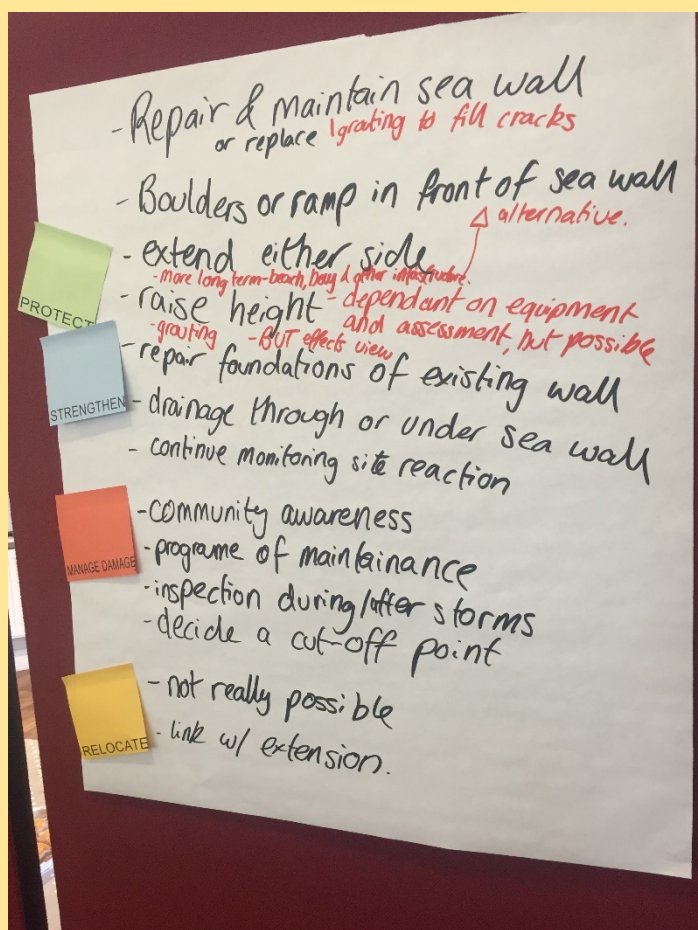 - Repair & maintain sea wall
or replace | grouting to fill cracks
- Boulders or ramp in front of sea wall
△ alternative.
- extend either side
- More long term - beach, bay & other infastructure.
PROTECT
- raise height - dependant on equipment
and assessment, but possible
- grouting - BUT effects view
- repair foundations of existing wall
STRENGTHEN
- drainage through or under sea wall
- continue monitoring site reaction
- community awareness
MANAGE DAMAGE
- programe of maintainance
- inspection during/after storms
- decide a cut-off point
- not really possible
RELOCATE
- link w/ extension.